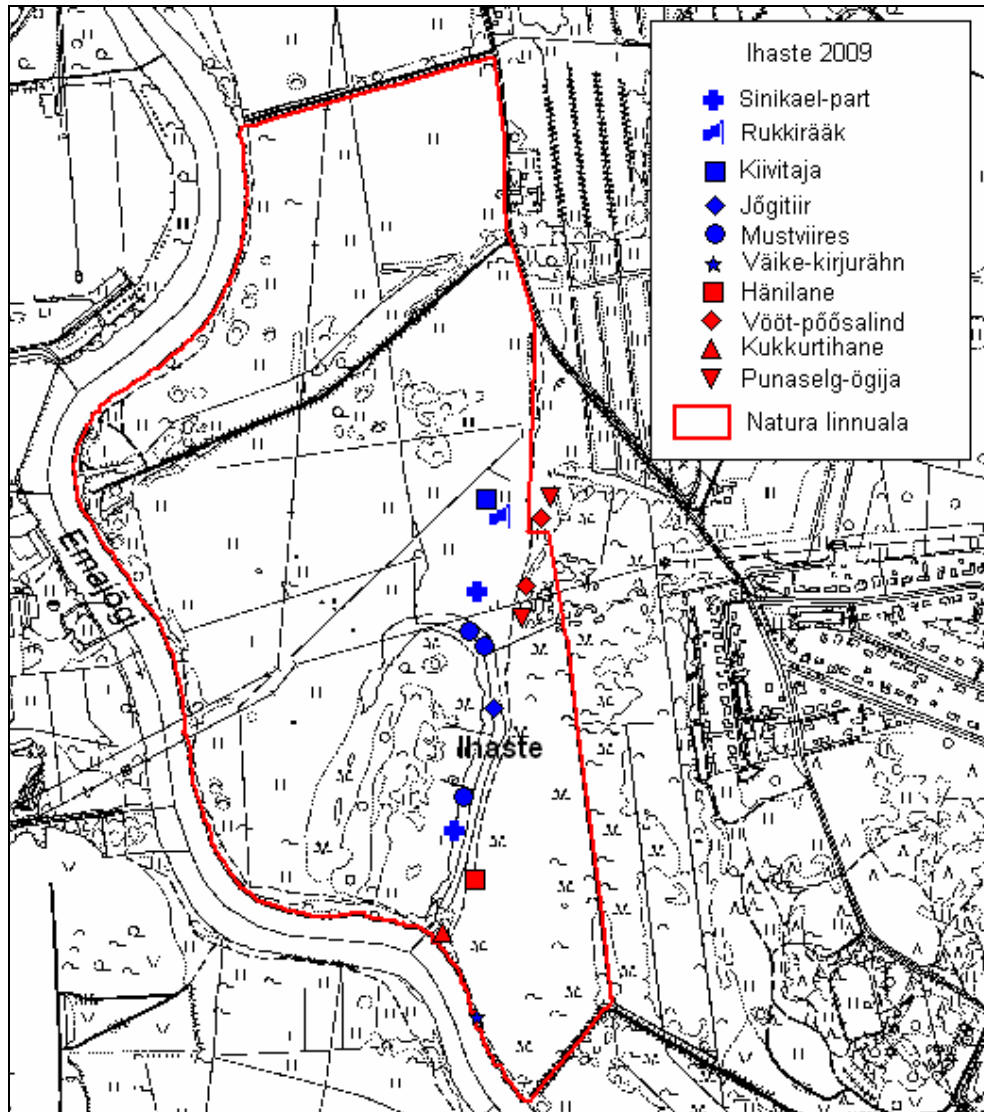 Ihaste 2009
Sinikael-part
Rukkirääk
Kiivitaja
Jõgitiir
Mustviires
Väike-kirjurähn
Hänilane
Vööt-põõsalind
Kukkurtihane
Punaselg-õgija
Natura linnuala
Emajõgi
Ihaste